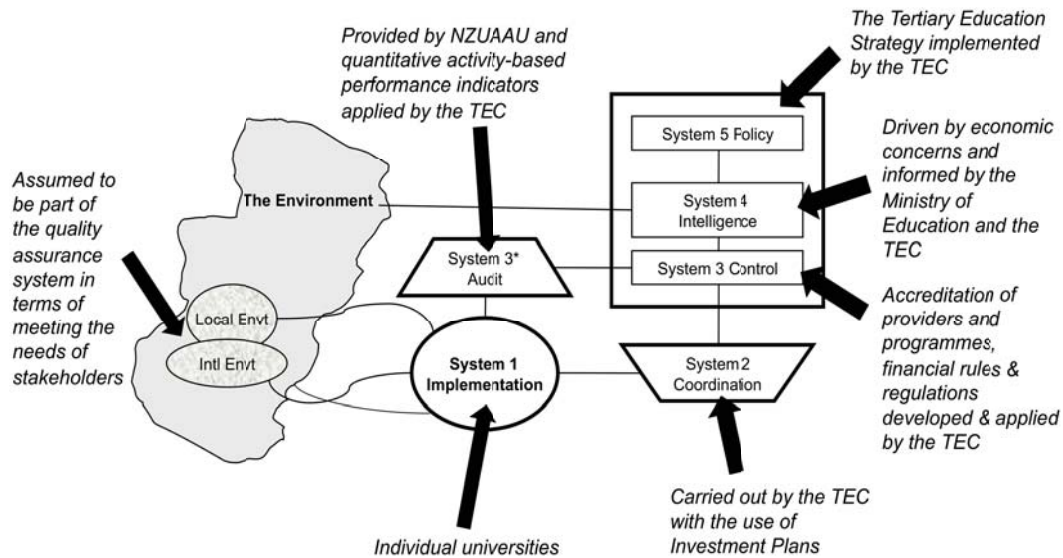 Provided by NZUAAU and
quantitative activity-based
performance indicators
applied by the TEC
The Tertiary Education
Strategy implemented
by the TEC
System 5 Policy
Driven by economic
concerns and
informed by the
Ministry of
Education and the
TEC
Assumed to
be part of
the quality
assurance
system in
terms of
meeting the
needs of
stakeholders
The Environment
System 4
Intelligence
System 3*
Audit
System 3 Control
Accreditation of
providers and
programmes,
financial rules &
regulations
developed & applied
by the TEC
Local Envt
Intl Envt
System 1
Implementation
System 2
Coordination
Carried out by the TEC
with the use of
Investment Plans
Individual universities